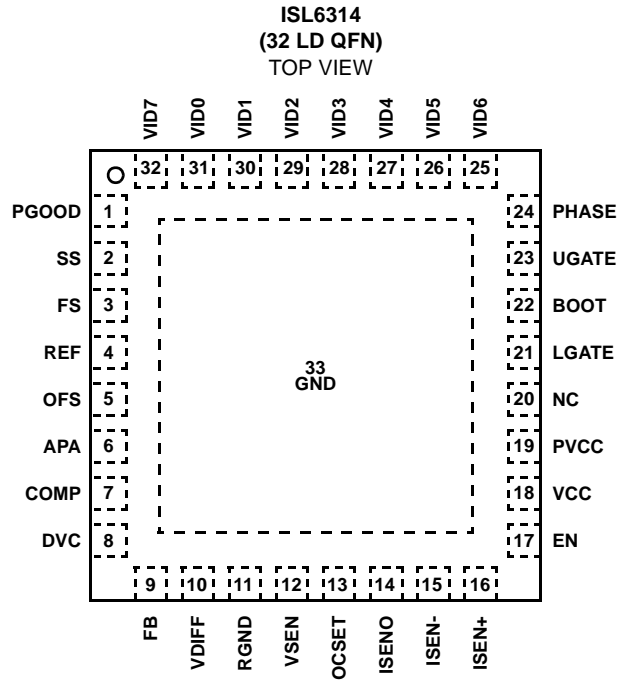 ISL6314
(32 LD QFN)
TOP VIEW
VID7 VID0 VID1 VID2 VID3 VID4 VID5 VID6
32 31 30 29 28 27 26 25
PGOOD 1 24 PHASE
SS 2 23 UGATE
FS 3 22 BOOT
REF 4 33 21 LGATE
GND
OFS 5 20 NC
APA 6 19 PVCC
COMP 7 18 VCC
DVC 8 17 EN
9 10 11 12 13 14 15 16
FB VDIFF RGND VSEN OCSET ISENO ISEN- ISEN+